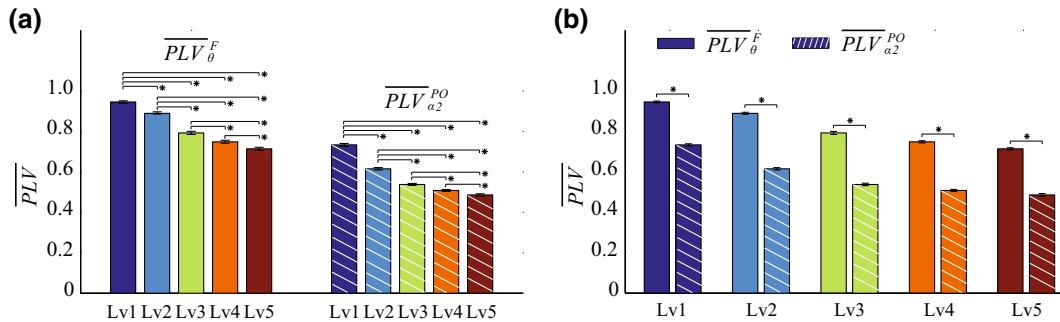 (a)
PLV θ F
PLV α2 PO
PLV
1.0
0.8
0.6
0.4
0.2
0
Lv1 Lv2 Lv3 Lv4 Lv5
Lv1 Lv2 Lv3 Lv4 Lv5
* * * * * * * * * *
* * * * * * * * * *
(b)
PLV θ F
PLV α2 PO
PLV
1.0
0.8
0.6
0.4
0.2
0
* * * * *
Lv1 Lv2 Lv3 Lv4 Lv5